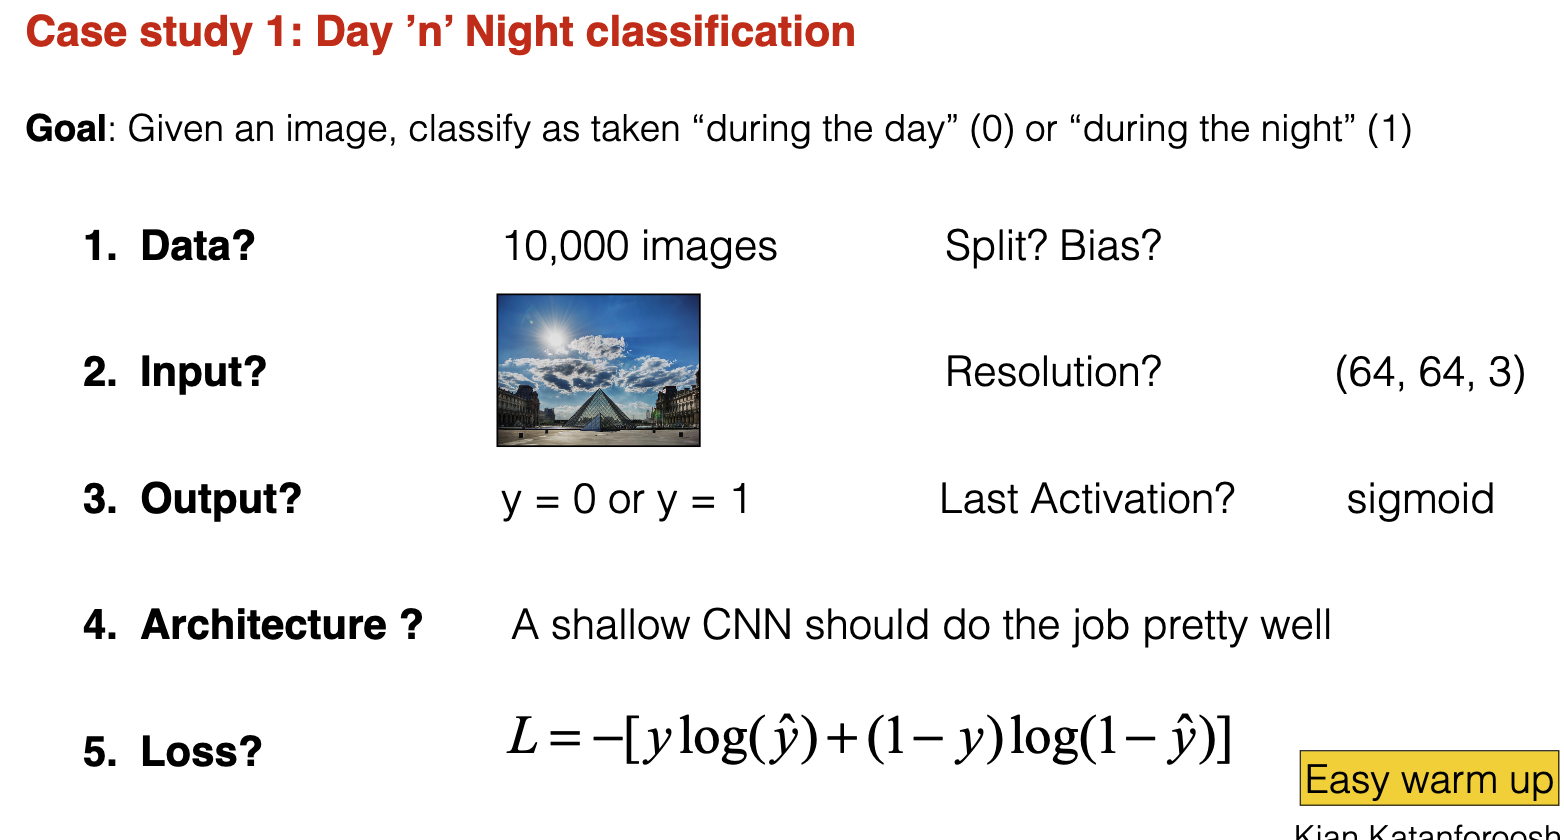 Case study 1: Day ’n’ Night classification
Goal: Given an image, classify as taken “during the day” (0) or “during the night” (1)
1. Data? 10,000 images Split? Bias?
2. Input? Resolution? (64, 64, 3)
3. Output? y = 0 or y = 1 Last Activation? sigmoid
4. Architecture ? A shallow CNN should do the job pretty well
5. Loss? L = −[y log(ŷ) + (1 − y) log(1 − ŷ)]
Easy warm up
Kian Katanforoosh